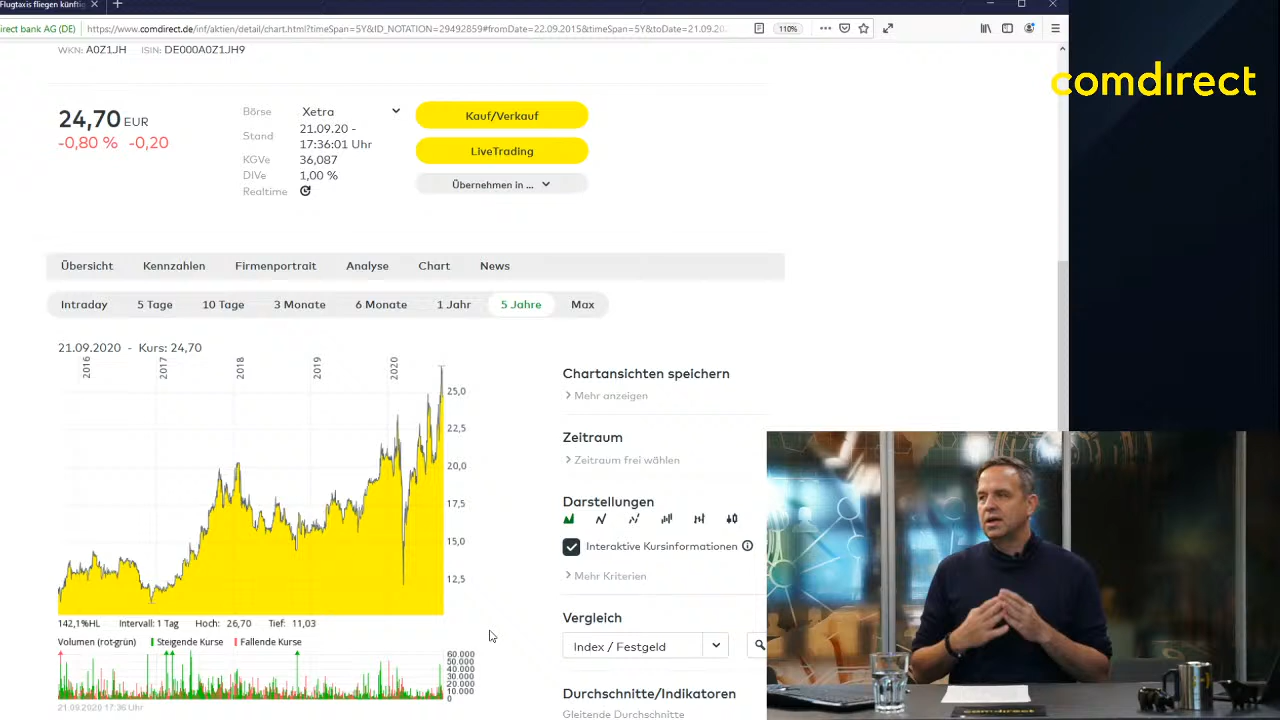 Flugtaxis fliegen künftig
irect bank AG (DE)
https://www.comdirect.de/inf/aktien/detail/chart.html?timeSpan=5Y&ID_NOTATION=29492859#fromDate=22.09.2015&timeSpan=5Y&toDate=21.09.20
110%
WKN: A0Z1JH ISIN: DE000A0Z1JH9
comdirect
24,70 EUR
-0,80 % -0,20
Börse Xetra
Stand 21.09.20 -
17:36:01 Uhr
KGVe 36,087
DIVe 1,00 %
Realtime
Kauf/Verkauf
LiveTrading
Übernehmen in ...
Übersicht Kennzahlen Firmenportrait Analyse Chart News
Intraday 5 Tage 10 Tage 3 Monate 6 Monate 1 Jahr 5 Jahre Max
21.09.2020 - Kurs: 24,70
2016 2017 2018 2019 2020
25,0
22,5
20,0
17,5
15,0
12,5
142,1%HL Intervall: 1 Tag Hoch: 26,70 Tief: 11,03
Volumen (rot-grün) Steigende Kurse Fallende Kurse
60.000
50.000
40.000
30.000
20.000
10.000
0
21.09.2020 17:36 Uhr
Chartansichten speichern
Mehr anzeigen
Zeitraum
Zeitraum frei wählen
Darstellungen
Interaktive Kursinformationen
Mehr Kriterien
Vergleich
Index / Festgeld
Durchschnitte/Indikatoren
Gleitende Durchschnitte
comdirect